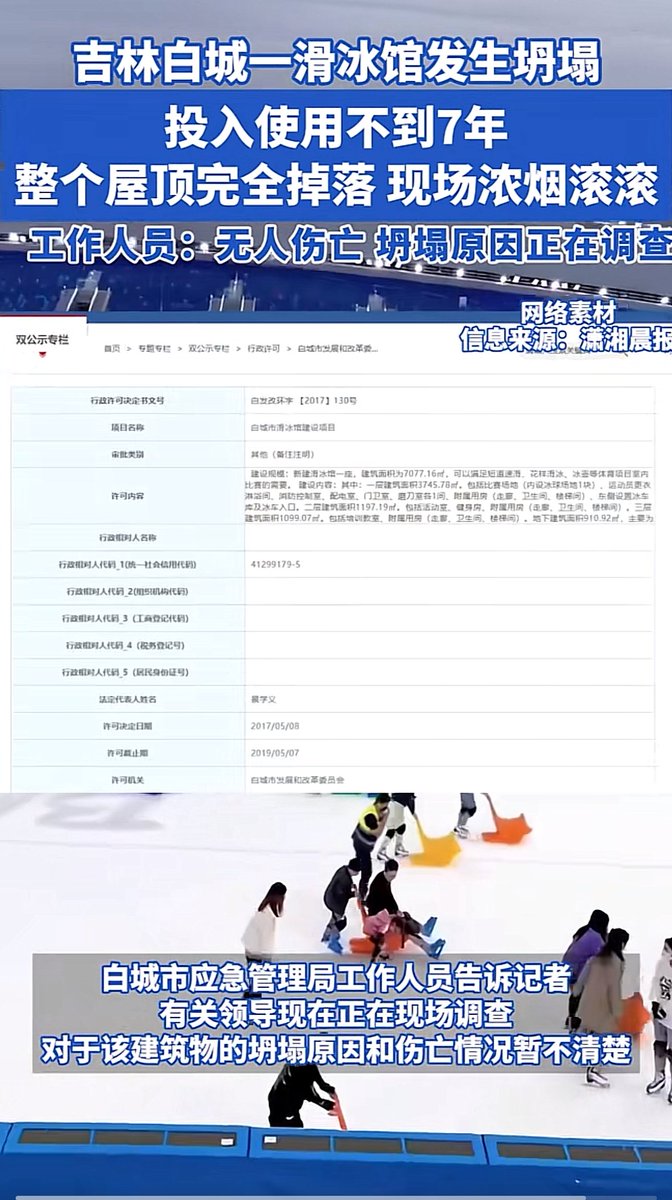 吉林白城一滑冰馆发生坍塌
投入使用不到7年
整个屋顶完全掉落 现场浓烟滚滚
工作人员：无人伤亡 坍塌原因正在调查
网络素材
信息来源：潇湘晨报
双公示专栏
首页 > 专题专栏 > 双公示专栏 > 行政许可 > 白城市发展和改革委...
行政许可决定书文号 白发改环字 【2017】130号
项目名称 白城市滑冰馆建设项目
审批类别 其他（备注注明）
许可内容
建设规模：新建滑冰馆一座，建筑面积为7077.16㎡，可以满足短道速滑、花样滑冰、冰壶等体育项目室内
比赛的需要。 建设内容：其中：一层建筑面积3745.78㎡，包括比赛场地（内设冰球场地1块）、运动员更衣
淋浴间、消防控制室、配电室、门卫室、磨刀室各1间，附属用房（走廊、卫生间、楼梯间）、东侧设置冰车
库及冰车入口。二层建筑面积1197.19㎡，包括活动室、健身房，附属用房（走廊、卫生间、楼梯间）。三层
建筑面积1099.07㎡，包括培训教室、附属用房（走廊、卫生间、楼梯间）。地下建筑面积910.92㎡，主要为
行政相对人名称
行政相对人代码_1(统一社会信用代码) 41299179-5
行政相对人代码_2(组织机构代码)
行政相对人代码_3（工商登记代码）
行政相对人代码_4（税务登记号）
行政相对人代码_5（居民身份证号）
法定代表人姓名 景学义
许可决定日期 2017/05/08
许可截止期 2019/05/07
许可机关 白城市发展和改革委员会
白城市应急管理局工作人员告诉记者
有关领导现在正在现场调查
对于该建筑物的坍塌原因和伤亡情况暂不清楚